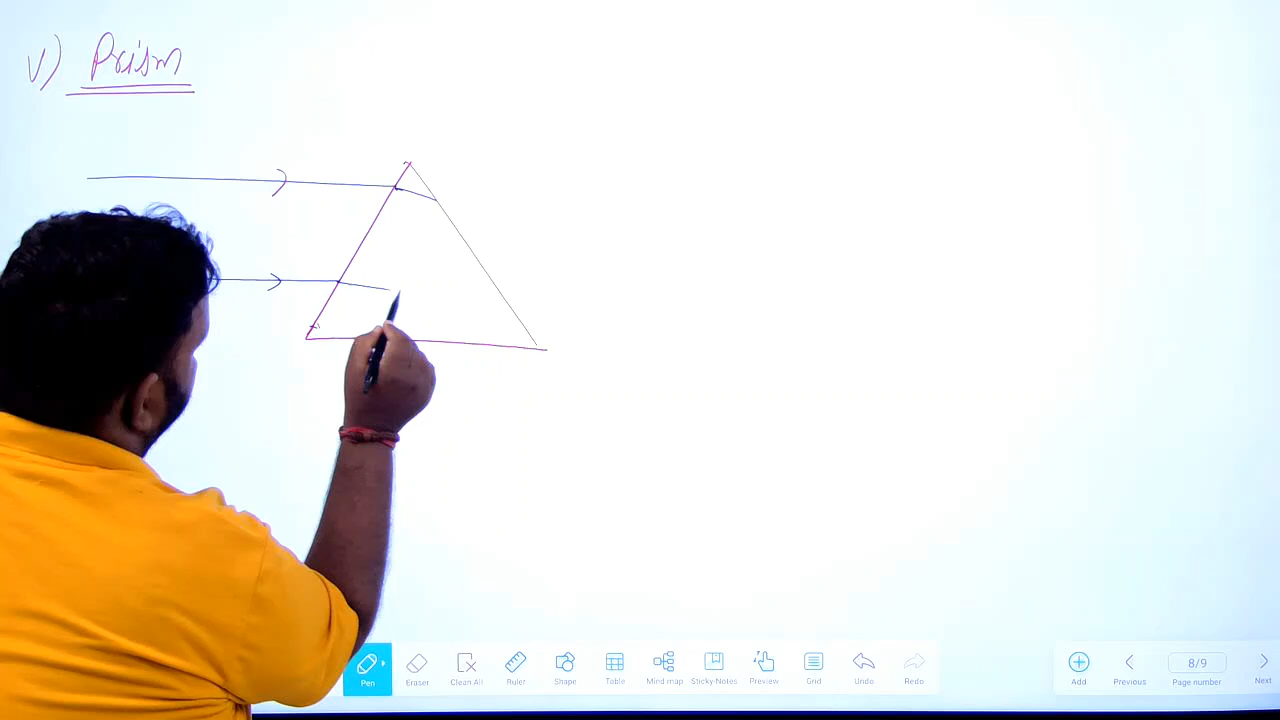 v) Prism
Pen
Eraser
Clean All
Ruler
Shape
Table
Mind map
Sticky-Notes
Preview
Grid
Undo
Redo
Add
Previous
8/9
Page number
Next